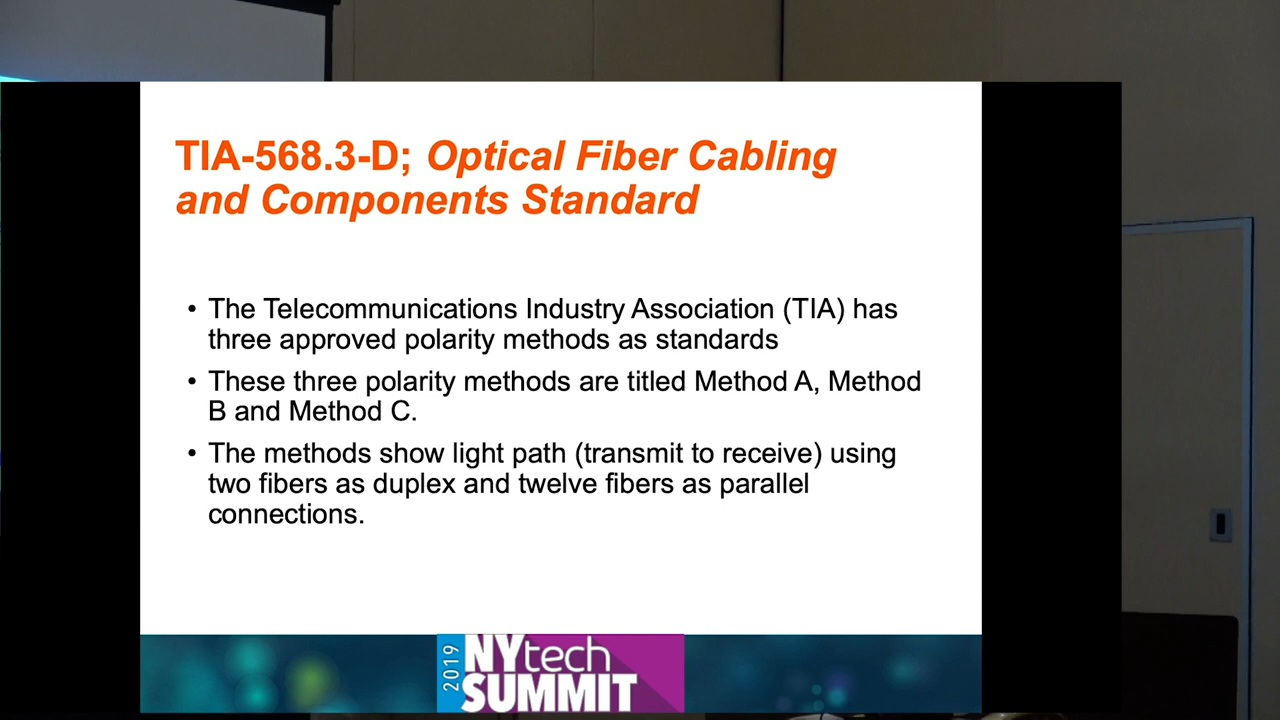 TIA-568.3-D; Optical Fiber Cabling
and Components Standard
• The Telecommunications Industry Association (TIA) has
three approved polarity methods as standards
• These three polarity methods are titled Method A, Method
B and Method C.
• The methods show light path (transmit to receive) using
two fibers as duplex and twelve fibers as parallel
connections.
2019
NYtech
SUMMIT